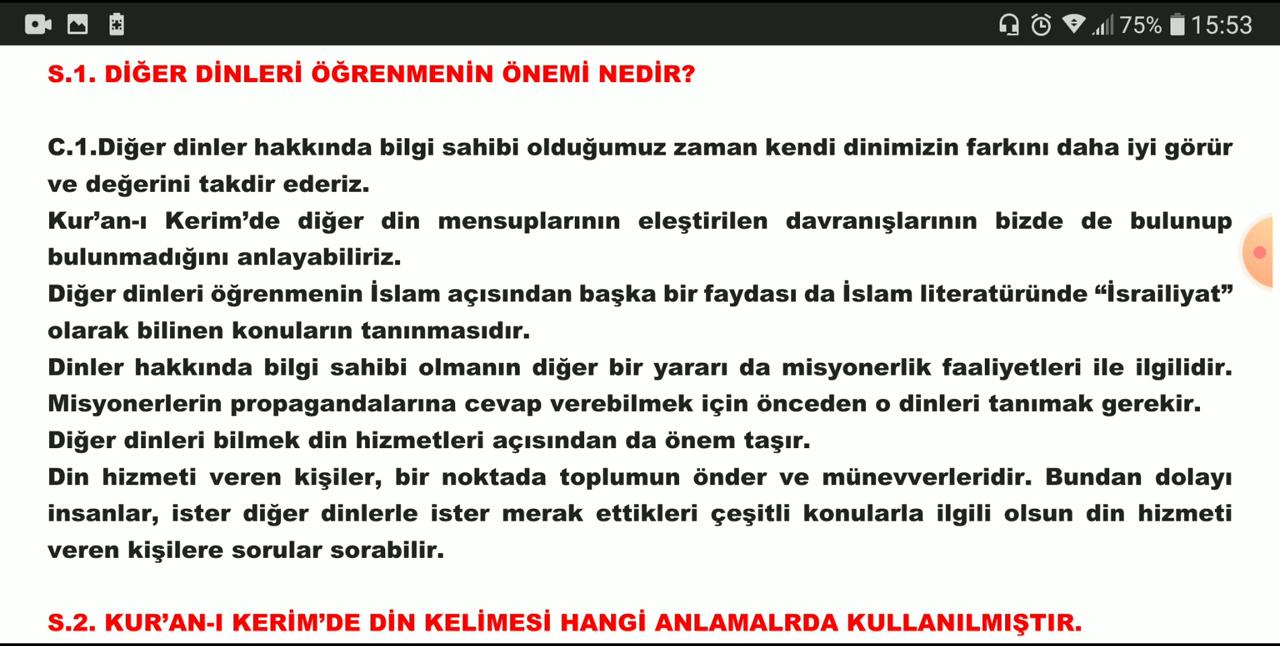 75% 15:53
S.1. DİĞER DİNLERİ ÖĞRENMENİN ÖNEMİ NEDİR?
C.1.Diğer dinler hakkında bilgi sahibi olduğumuz zaman kendi dinimizin farkını daha iyi görür
ve değerini takdir ederiz.
Kur’an-ı Kerim’de diğer din mensuplarının eleştirilen davranışlarının bizde de bulunup
bulunmadığını anlayabiliriz.
Diğer dinleri öğrenmenin İslam açısından başka bir faydası da İslam literatüründe “İsrailiyat”
olarak bilinen konuların tanınmasıdır.
Dinler hakkında bilgi sahibi olmanın diğer bir yararı da misyonerlik faaliyetleri ile ilgilidir.
Misyonerlerin propagandalarına cevap verebilmek için önceden o dinleri tanımak gerekir.
Diğer dinleri bilmek din hizmetleri açısından da önem taşır.
Din hizmeti veren kişiler, bir noktada toplumun önder ve münevverleridir. Bundan dolayı
insanlar, ister diğer dinlerle ister merak ettikleri çeşitli konularla ilgili olsun din hizmeti
veren kişilere sorular sorabilir.
S.2. KUR’AN-I KERİM’DE DİN KELİMESİ HANGİ ANLAMALRDA KULLANILMIŞTIR.